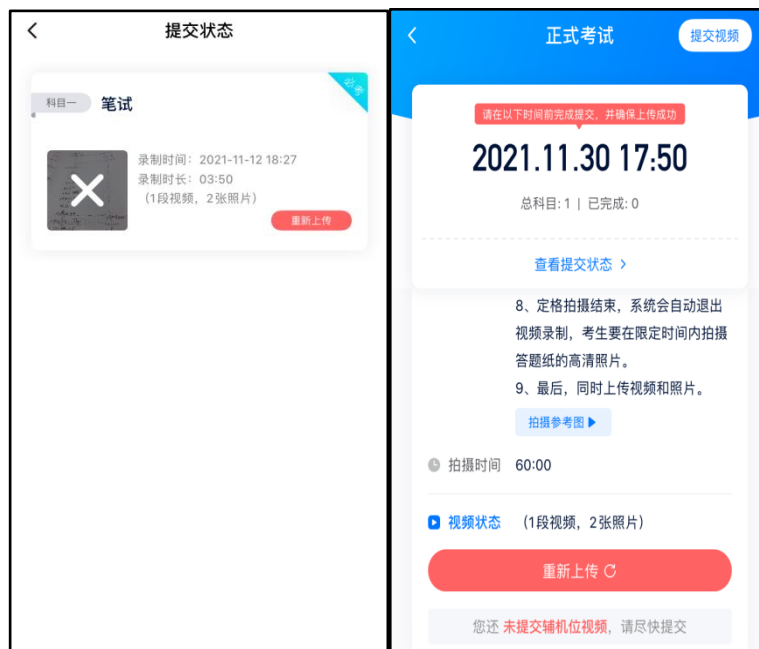 提交状态
必考
科目一 笔试
录制时间：2021-11-12 18:27
录制时长：03:50
（1段视频，2张照片）
重新上传
正式考试
提交视频
请在以下时间前完成提交，并确保上传成功
2021.11.30 17:50
总科目: 1 | 已完成: 0
查看提交状态
8、定格拍摄结束，系统会自动退出
视频录制，考生要在限定时间内拍摄
答题纸的高清照片。
9、最后，同时上传视频和照片。
拍摄参考图
拍摄时间 60:00
视频状态 （1段视频，2张照片）
重新上传
您还 未提交辅机位视频，请尽快提交